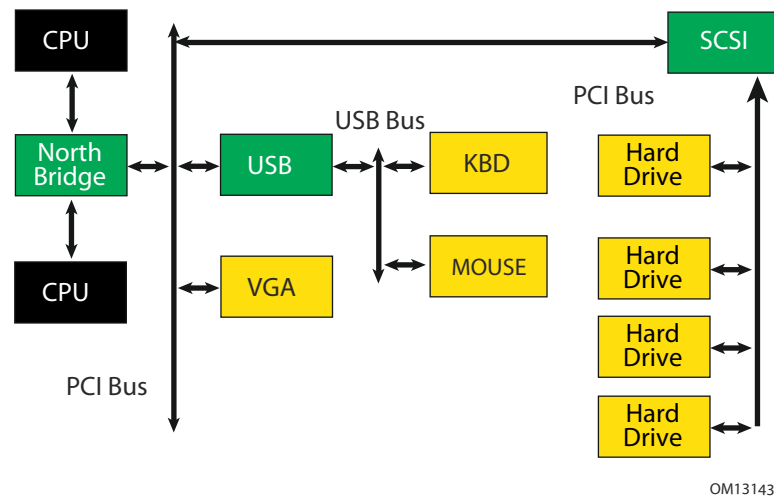 CPU
SCSI
PCI Bus
USB Bus
North
Bridge
USB
KBD
Hard
Drive
CPU
VGA
MOUSE
Hard
Drive
Hard
Drive
PCI Bus
Hard
Drive
OM13143